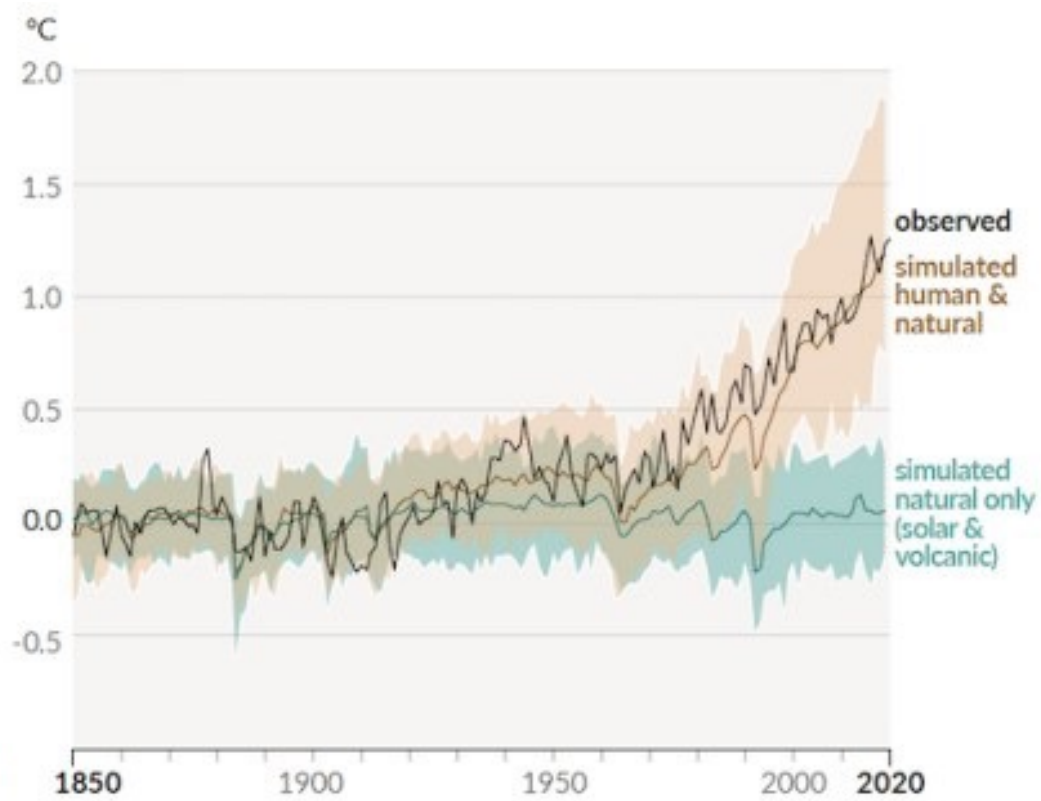 °C
2.0
1.5
1.0
0.5
0.0
-0.5
observed
simulated
human &
natural
simulated
natural only
(solar &
volcanic)
1850 1900 1950 2000 2020